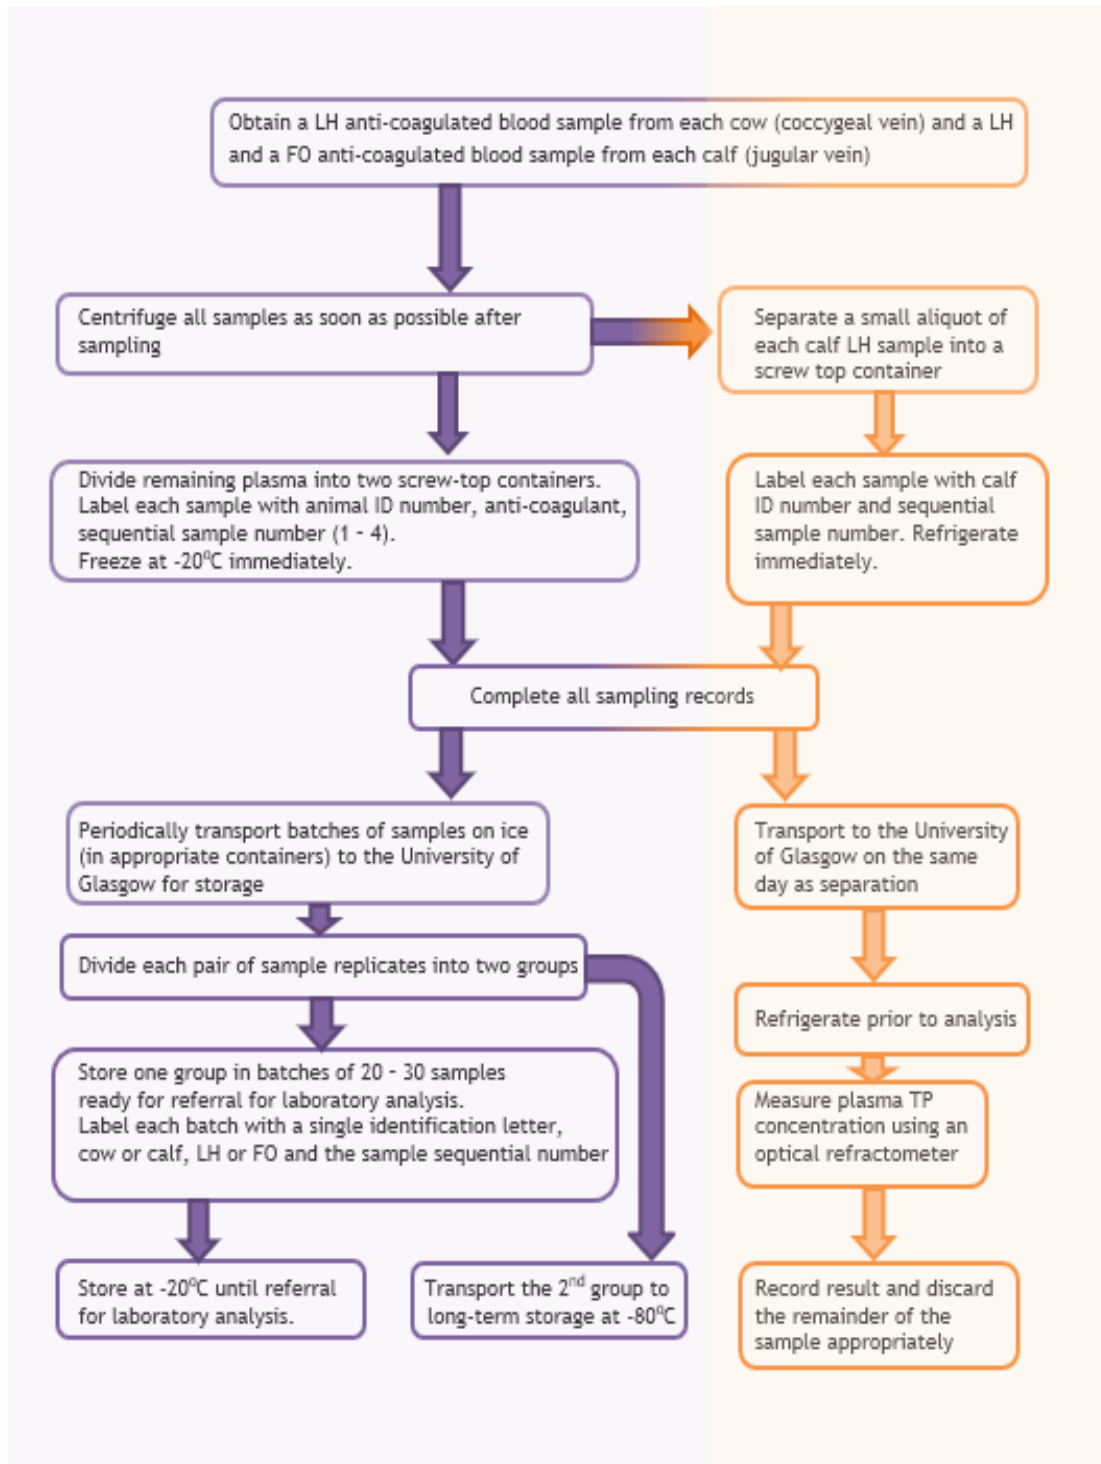 Obtain a LH anti-coagulated blood sample from each cow (coccygeal vein) and a LH
and a FO anti-coagulated blood sample from each calf (jugular vein)
Centrifuge all samples as soon as possible after
sampling
Separate a small aliquot of
each calf LH sample into a
screw top container
Divide remaining plasma into two screw-top containers.
Label each sample with animal ID number, anti-coagulant,
sequential sample number (1 - 4).
Freeze at -20⁰C immediately.
Label each sample with calf
ID number and sequential
sample number. Refrigerate
immediately.
Complete all sampling records
Periodically transport batches of samples on ice
(in appropriate containers) to the University of
Glasgow for storage
Transport to the University
of Glasgow on the same
day as separation
Divide each pair of sample replicates into two groups
Refrigerate prior to analysis
Store one group in batches of 20 – 30 samples
ready for referral for laboratory analysis.
Label each batch with a single identification letter,
cow or calf, LH or FO and the sample sequential number
Measure plasma TP
concentration using an
optical refractometer
Store at -20⁰C until referral
for laboratory analysis.
Transport the 2nd group to
long-term storage at -80⁰C
Record result and discard
the remainder of the
sample appropriately